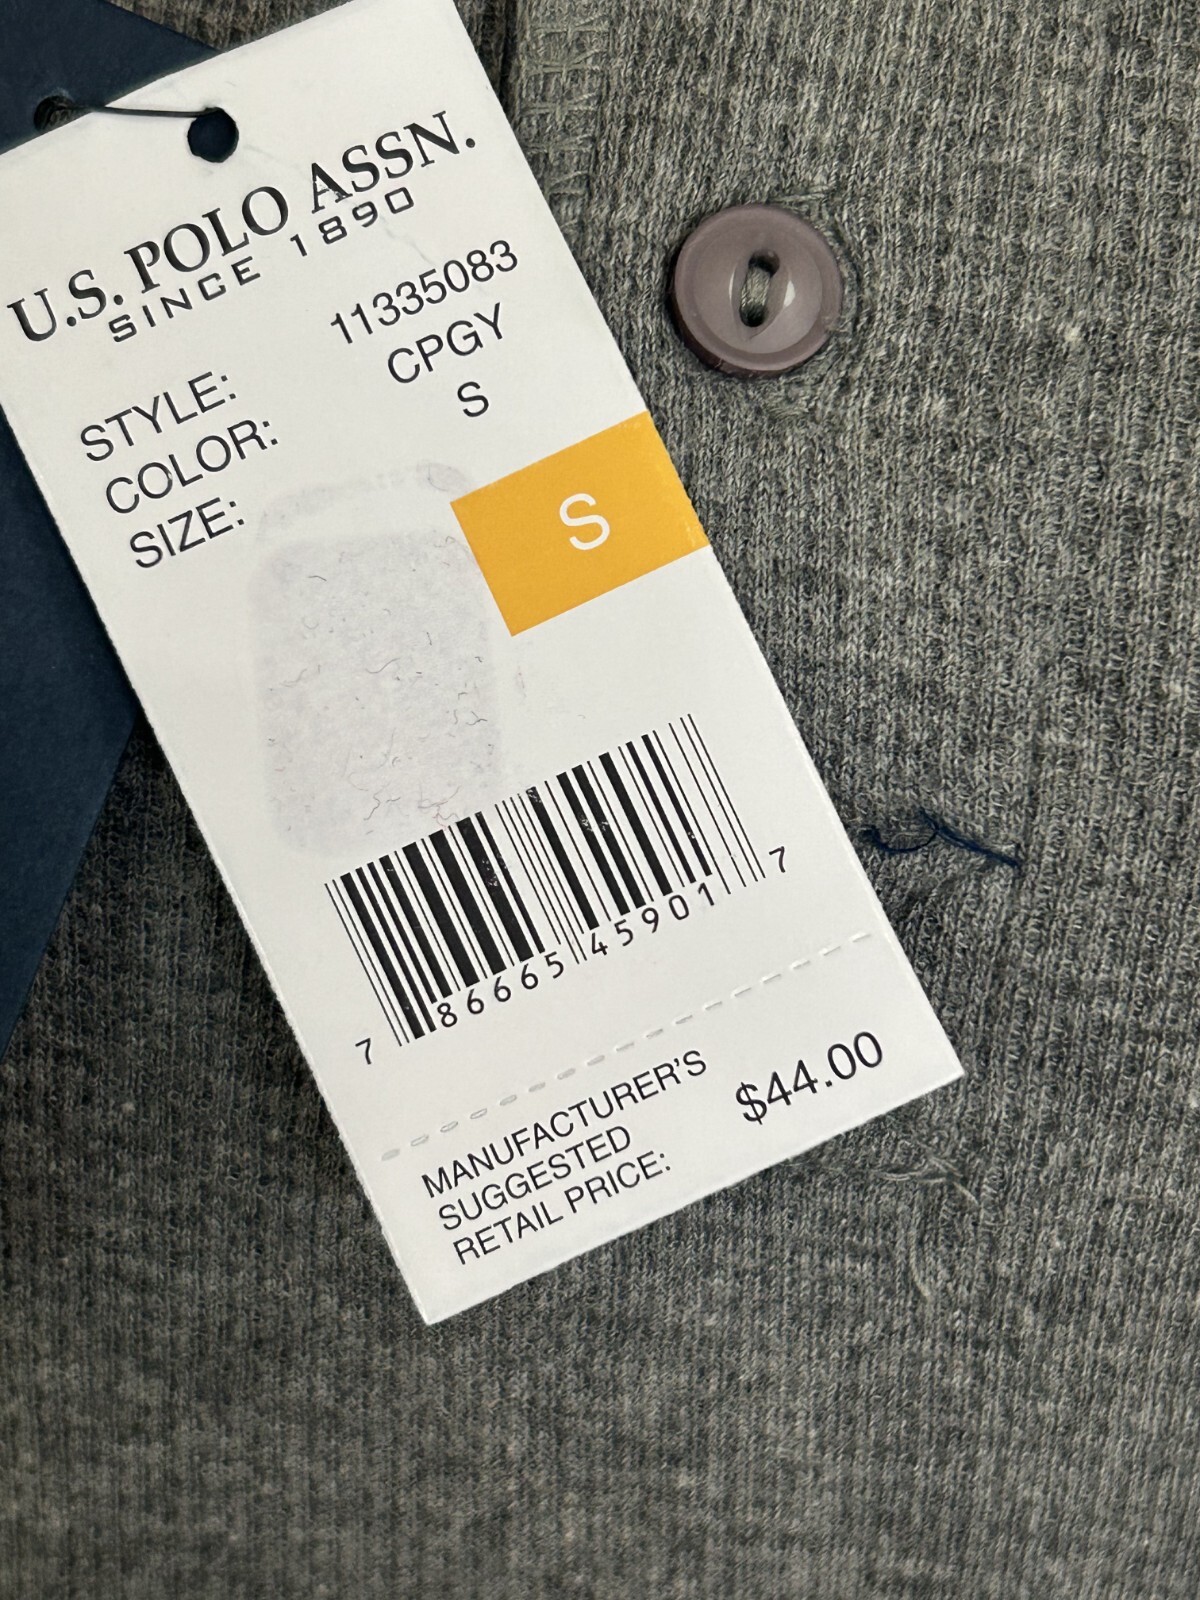 U.S. POLO ASSN.
SINCE 1890
STYLE: 11335083
COLOR: CPGY
SIZE: S
S
7 86665 45901 7
MANUFACTURER'S
SUGGESTED
RETAIL PRICE: $44.00